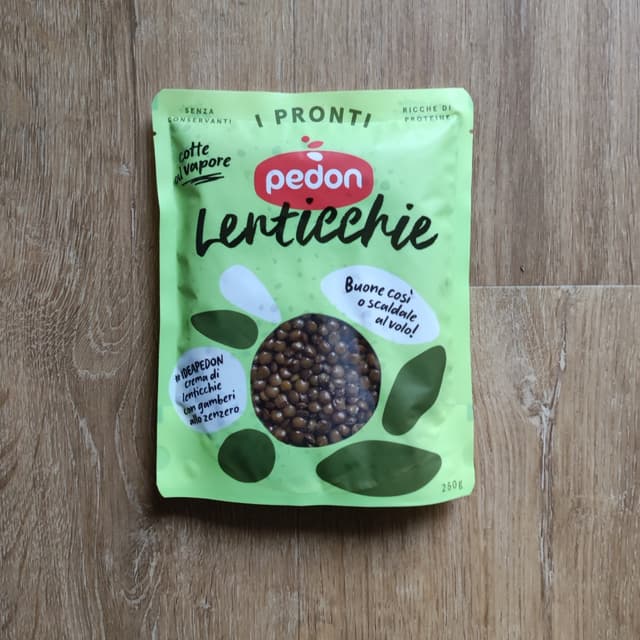 SENZA
CONSERVANTI
I PRONTI
RICCHE DI
PROTEINE
cotte
al vapore
pedon
Lenticchie
Buone così
o scaldale
al volo!
#IDEAPEDON
crema di
lenticchie
con gamberi
allo zenzero
250g